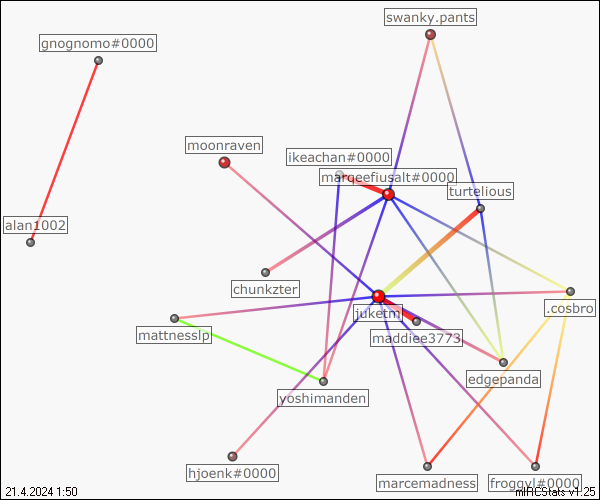 swanky.pants
gnognomo#0000
moonraven
ikeachan#0000
marqeefiusalt#0000
turtelious
alan1002
chunkzter
.cosbro
juketm
mattnesslp
maddiee3773
edgepanda
yoshimanden
hjoenk#0000
marcemadness
froggyl#0000
21.4.2024 1:50
mIRCStats v1.25